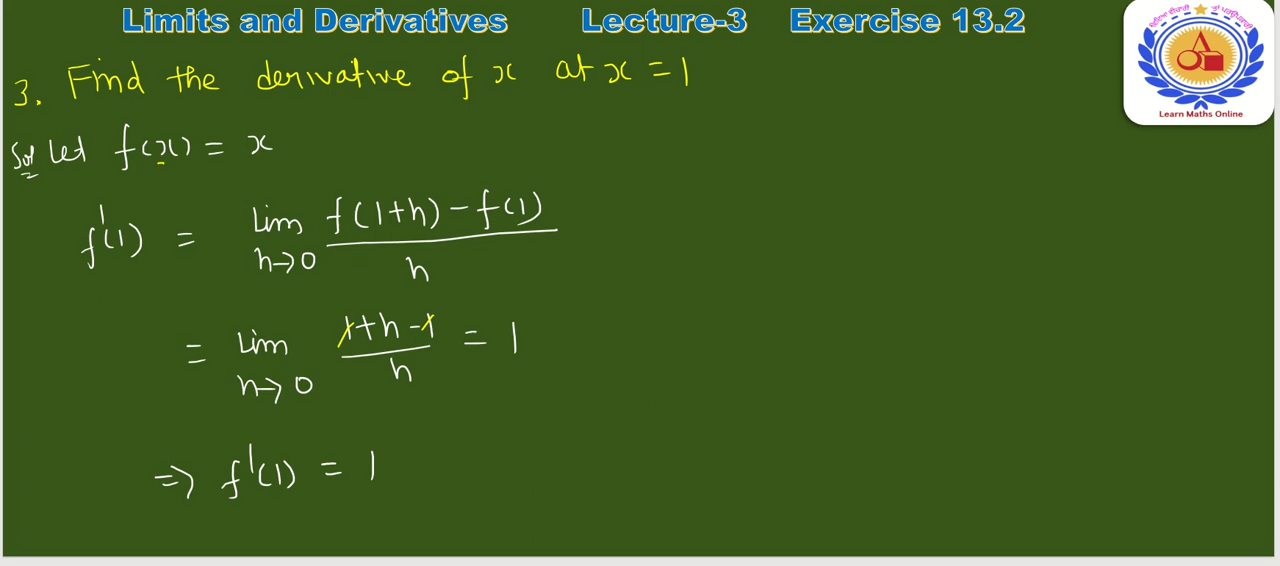 Limits and Derivatives Lecture-3 Exercise 13.2
Learn Maths Online
3. Find the derivative of x at x = 1
Sol Let f(x) = x
f'(1) = lim h→0 f(1+h) - f(1) / h
= lim h→0 1+h-1 / h = 1
=> f'(1) = 1